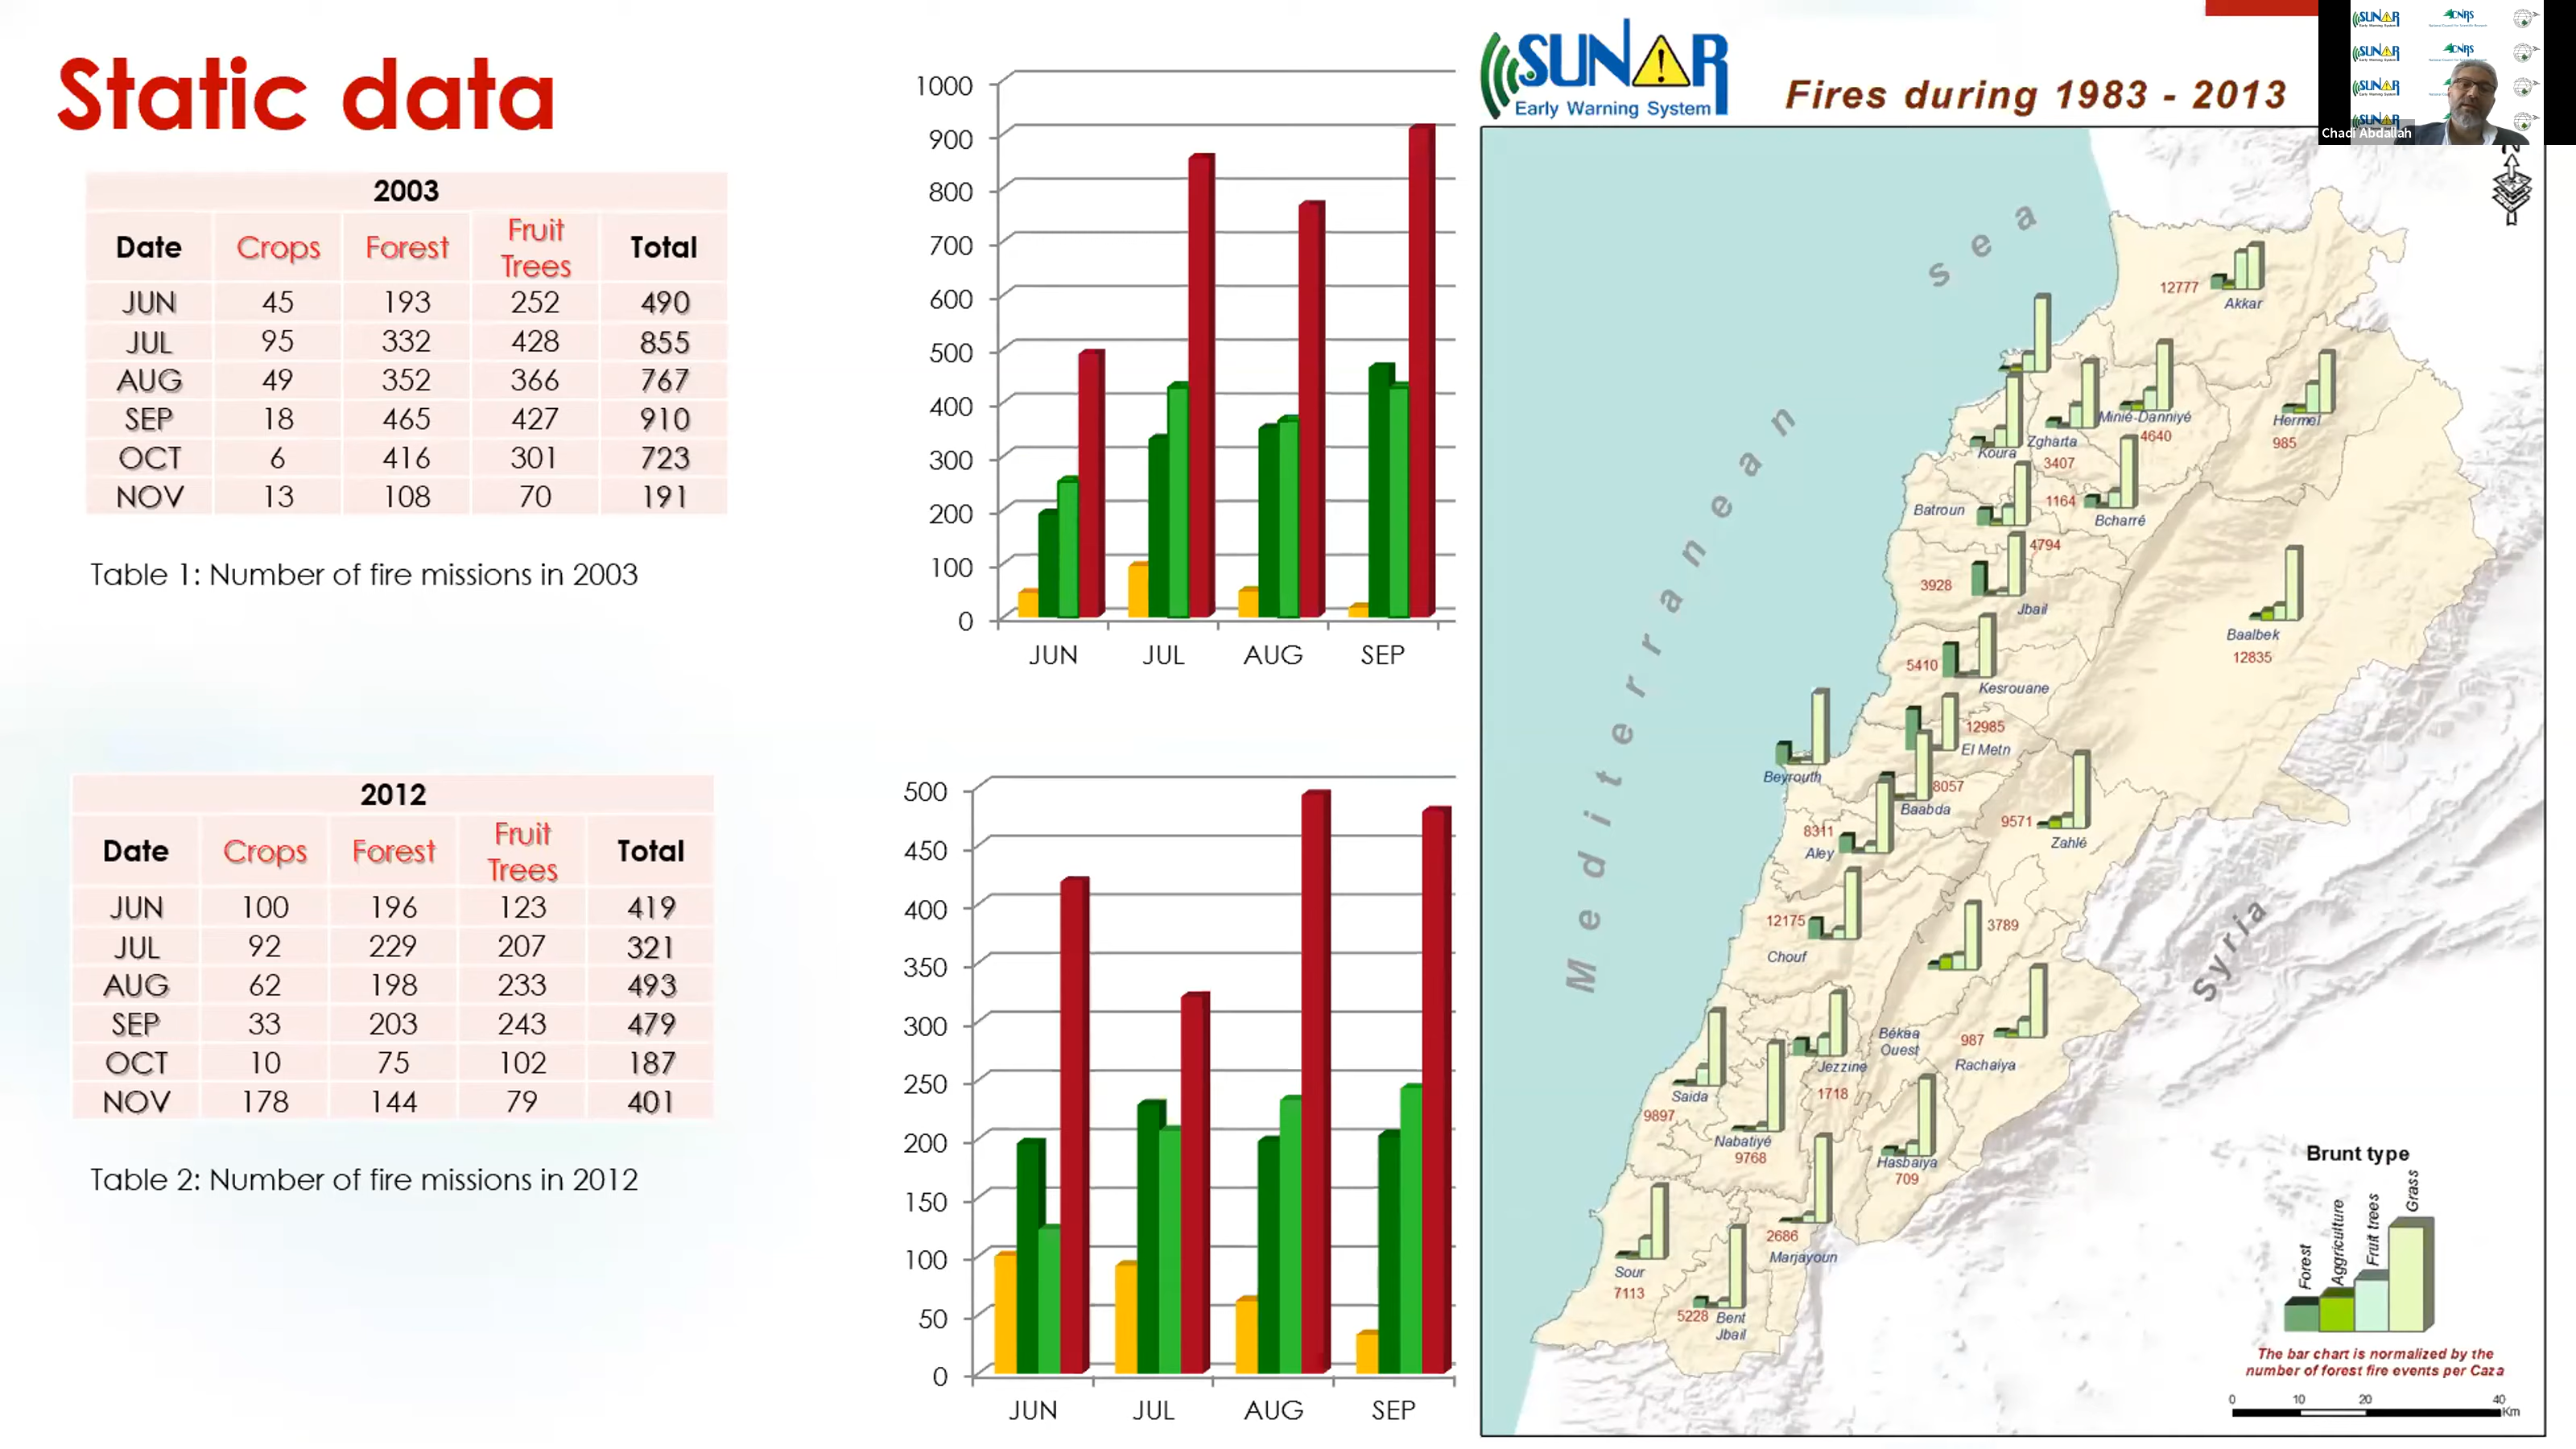 Static data
2003
Date Crops Forest Fruit Trees Total
JUN 45 193 252 490
JUL 95 332 428 855
AUG 49 352 366 767
SEP 18 465 427 910
OCT 6 416 301 723
NOV 13 108 70 191
Table 1: Number of fire missions in 2003
2012
Date Crops Forest Fruit Trees Total
JUN 100 196 123 419
JUL 92 229 207 321
AUG 62 198 233 493
SEP 33 203 243 479
OCT 10 75 102 187
NOV 178 144 79 401
Table 2: Number of fire missions in 2012
1000
900
800
700
600
500
400
300
200
100
0
JUN JUL AUG SEP
500
450
400
350
300
250
200
150
100
50
0
JUN JUL AUG SEP
SUNAR
Early Warning System
Fires during 1983 - 2013
SUNAR CNRS
SUNAR CNRS
SUNAR
SUNAR
Chadi Abdallah
N
Mediterranean sea
Syria
12777
Akkar
Minié-Danniyé
4640
Hermel
985
Zgharta
3407
Koura
1164
Bcharré
Batroun
4794
3928
Jbail
Baalbek
12835
5410
Kesrouane
12985
El Metn
Beyrouth
8057
Baabda
8311
Aley
9571
Zahlé
12175
Chouf
3789
Békaa
Ouest
987
Rachaiya
Jezzine
1718
Saida
9897
Nabatiyé
9768
Hasbaiya
709
2686
Marjayoun
Sour
7113
5228 Bent
Jbail
Brunt type
Forest
Aggriculture
Fruit trees
Grass
The bar chart is normalized by the
number of forest fire events per Caza
0 10 20 40
Km